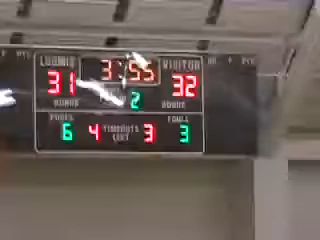 LOOMIS 3:55 VISITOR
31 32
BONUS 2 BONUS
FOULS FOULS
6 4 TIMEOUTS LEFT 3 3